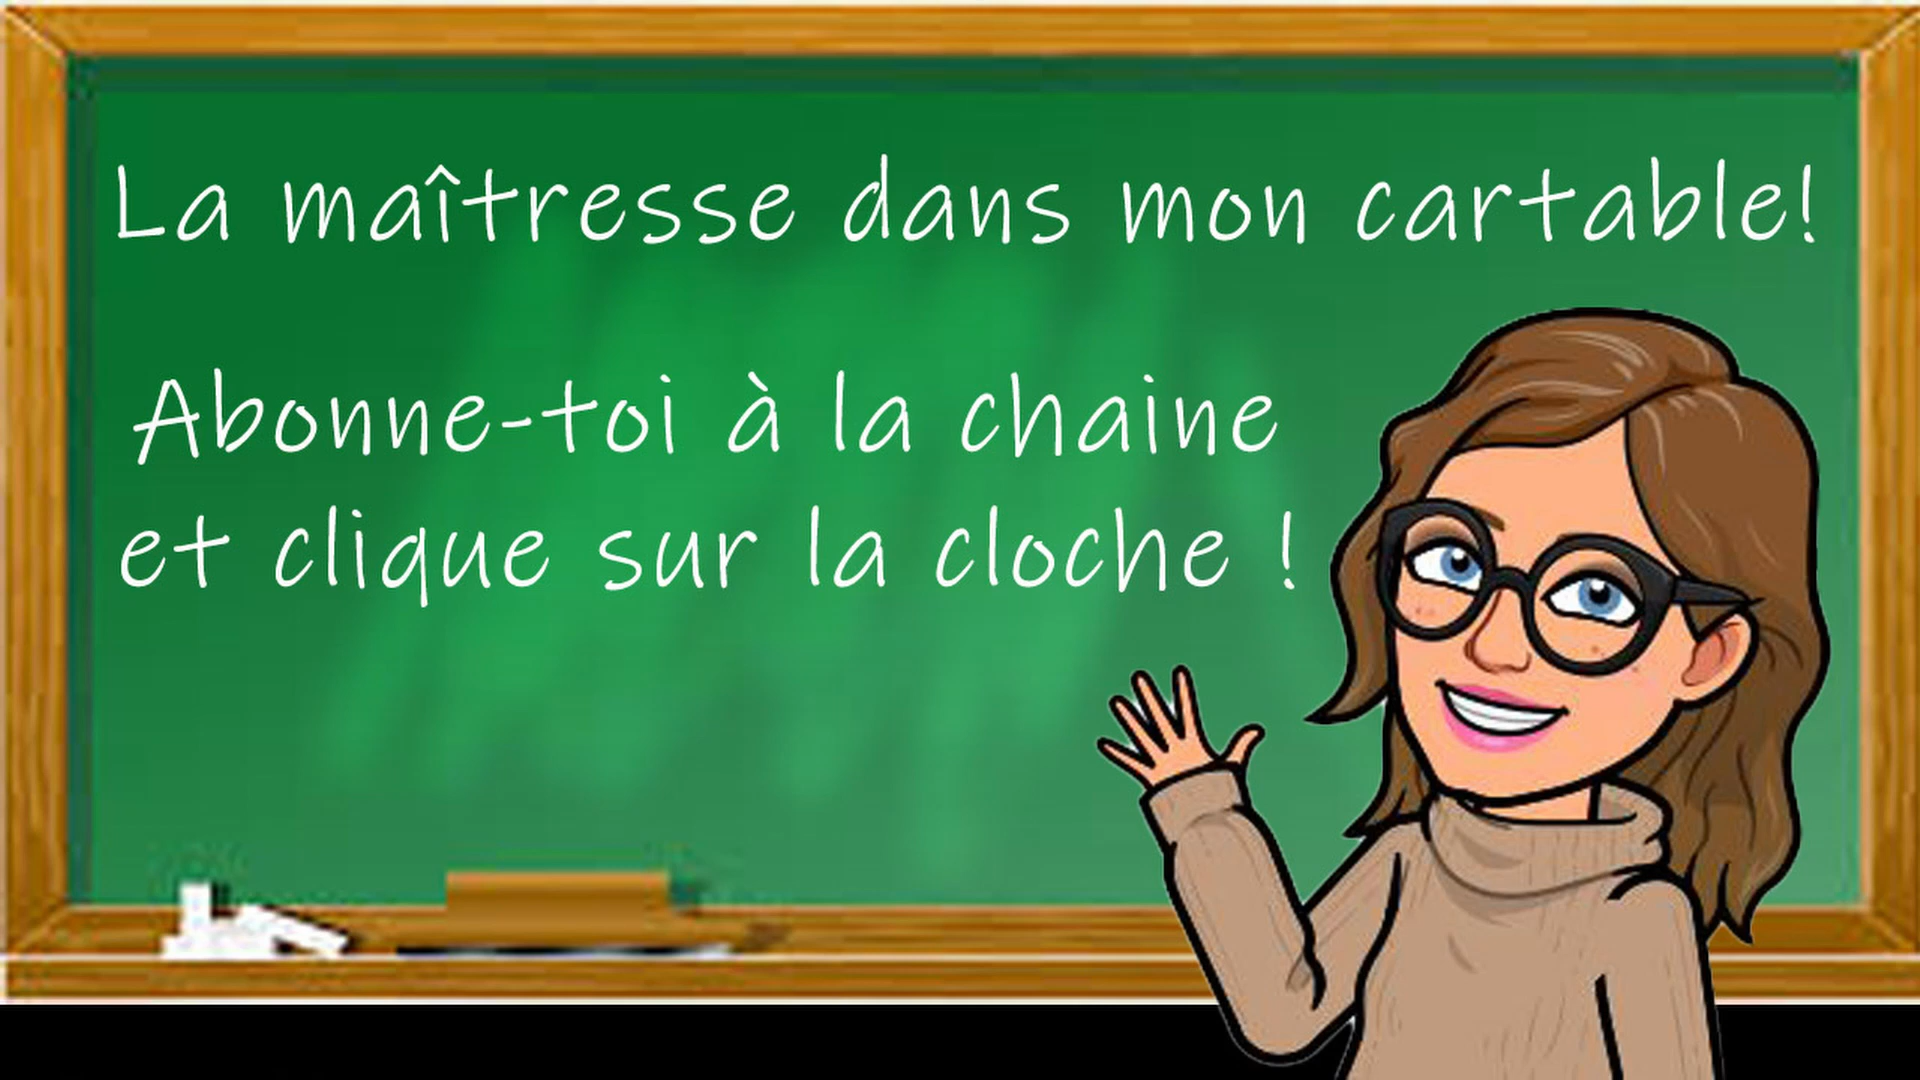 La maîtresse dans mon cartable!
Abonne-toi à la chaine
et clique sur la cloche !